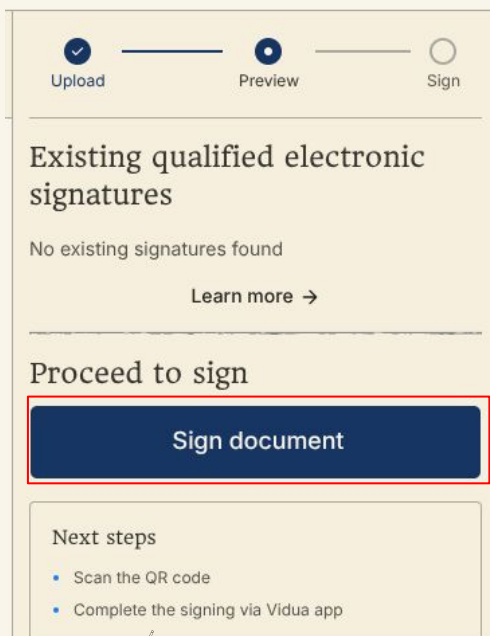 Upload
Preview
Sign
Existing qualified electronic
signatures
No existing signatures found
Learn more →
Proceed to sign
Sign document
Next steps
• Scan the QR code
• Complete the signing via Vidua app